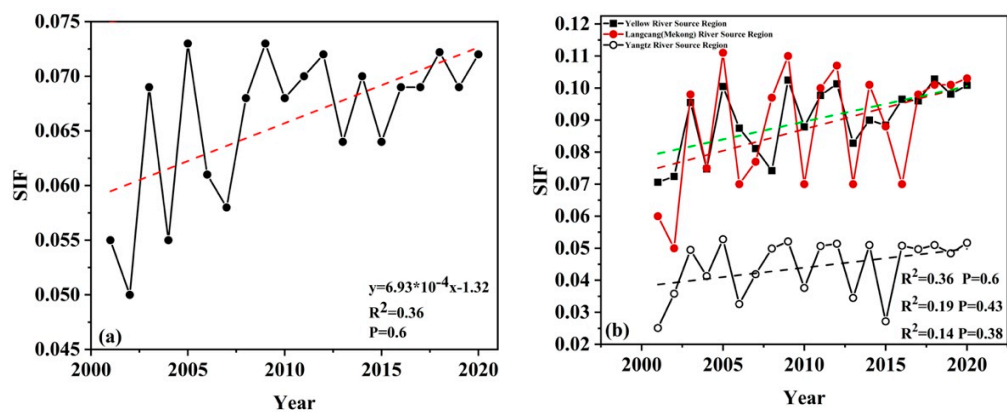 0.075
0.070
0.065
0.060
0.055
0.050
0.045
SIF
2000
2005
2010
2015
2020
Year
y=6.93*10⁻⁴x-1.32
R²=0.36
P=0.6
(a)
0.12
0.11
0.10
0.09
0.08
0.07
0.06
0.05
0.04
0.03
0.02
SIF
Yellow River Source Region
Langcang(Mekong) River Source Region
Yangtz River Source Region
R²=0.36 P=0.6
R²=0.19 P=0.43
R²=0.14 P=0.38
(b)
2000
2005
2010
2015
2020
Year